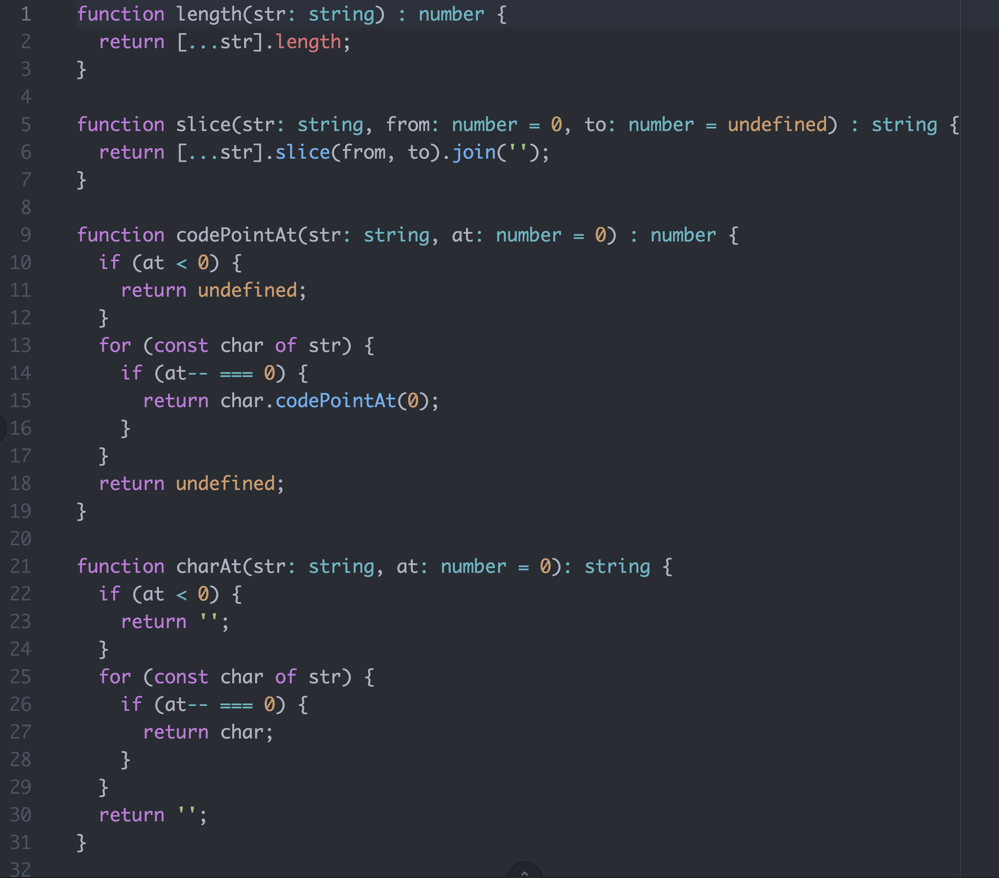 1 function length(str: string) : number {
2   return [...str].length;
3 }
4
5 function slice(str: string, from: number = 0, to: number = undefined) : string {
6   return [...str].slice(from, to).join('');
7 }
8
9 function codePointAt(str: string, at: number = 0) : number {
10   if (at < 0) {
11     return undefined;
12   }
13   for (const char of str) {
14     if (at-- === 0) {
15       return char.codePointAt(0);
16     }
17   }
18   return undefined;
19 }
20
21 function charAt(str: string, at: number = 0): string {
22   if (at < 0) {
23     return '';
24   }
25   for (const char of str) {
26     if (at-- === 0) {
27       return char;
28     }
29   }
30   return '';
31 }
32